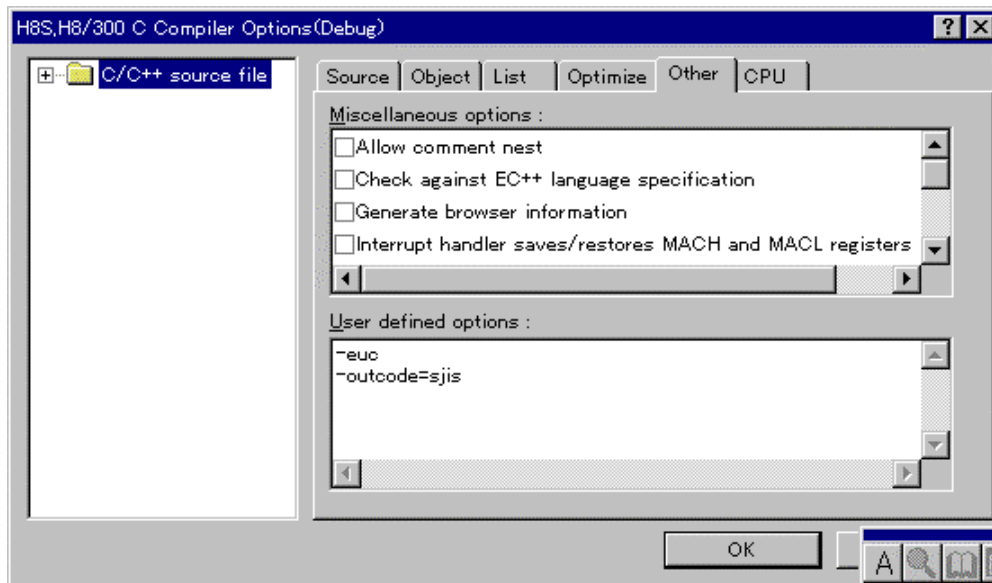 H8S,H8/300 C Compiler Options(Debug)
C/C++ source file
Source Object List Optimize Other CPU
Miscellaneous options :
Allow comment nest
Check against EC++ language specification
Generate browser information
Interrupt handler saves/restores MACH and MACL registers
User defined options :
-euc
-outcode=sjis
OK
A